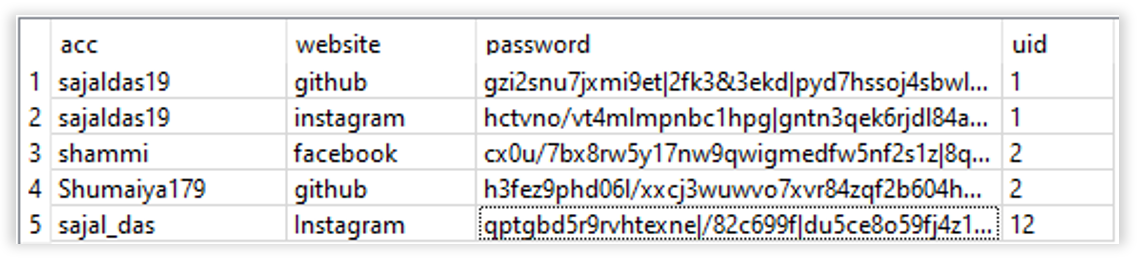 acc website password uid
1 sajaldas19 github gzi2snu7jxmi9et|2fk3&3ekd|pyd7hssoj4sbwl... 1
2 sajaldas19 instagram hctvno/vt4mlmpnbc1hpg|gntn3qek6rjdl84a... 1
3 shammi facebook cx0u/7bx8rw5y17nw9qwigmedfw5nf2s1z|8q... 2
4 Shumaiya179 github h3fez9phd06l/xxcj3wuwvo7xvr84zqf2b604h... 2
5 sajal_das Instagram qptgbd5r9rvhtexne|/82c699f|du5ce8o59fj4z1... 12